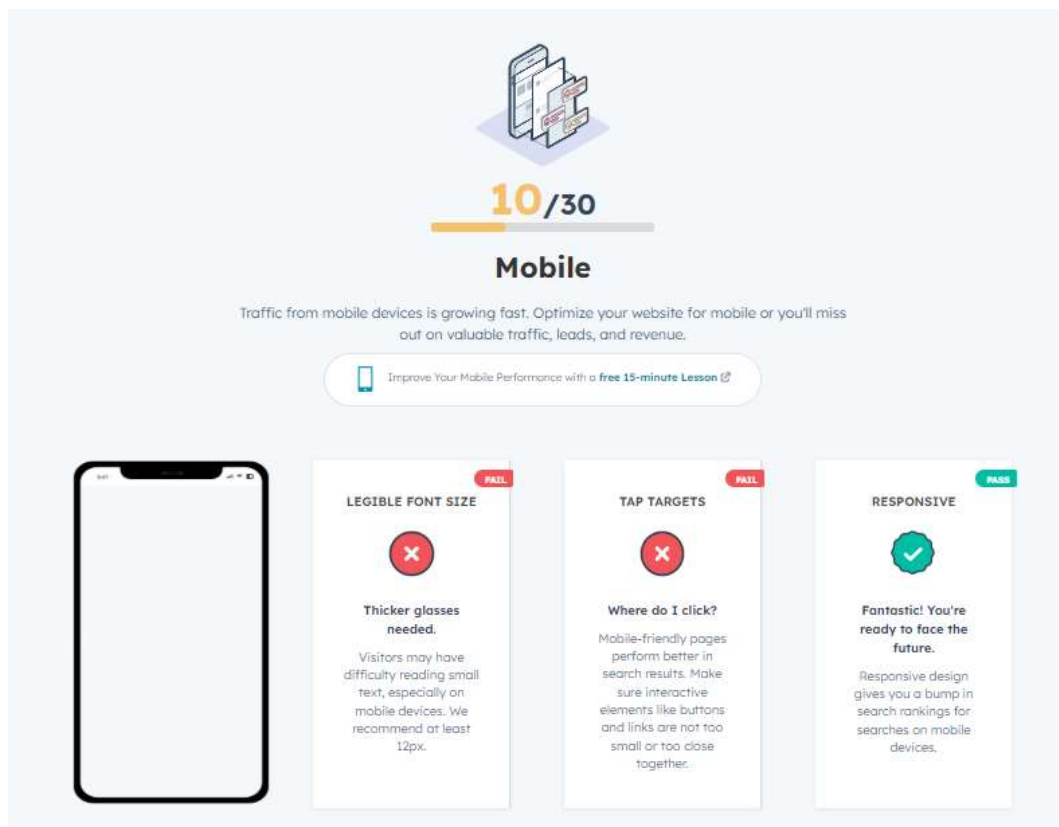 10/30
Mobile
Traffic from mobile devices is growing fast. Optimize your website for mobile or you'll miss
out on valuable traffic, leads, and revenue.
Improve Your Mobile Performance with a free 15-minute Lesson
FAIL
LEGIBLE FONT SIZE
Thicker glasses
needed.
Visitors may have
difficulty reading small
text, especially on
mobile devices. We
recommend at least
12px.
FAIL
TAP TARGETS
Where do I click?
Mobile-friendly pages
perform better in
search results. Make
sure interactive
elements like buttons
and links are not too
small or too close
together.
PASS
RESPONSIVE
Fantastic! You're
ready to face the
future.
Responsive design
gives you a bump in
search rankings for
searches on mobile
devices.